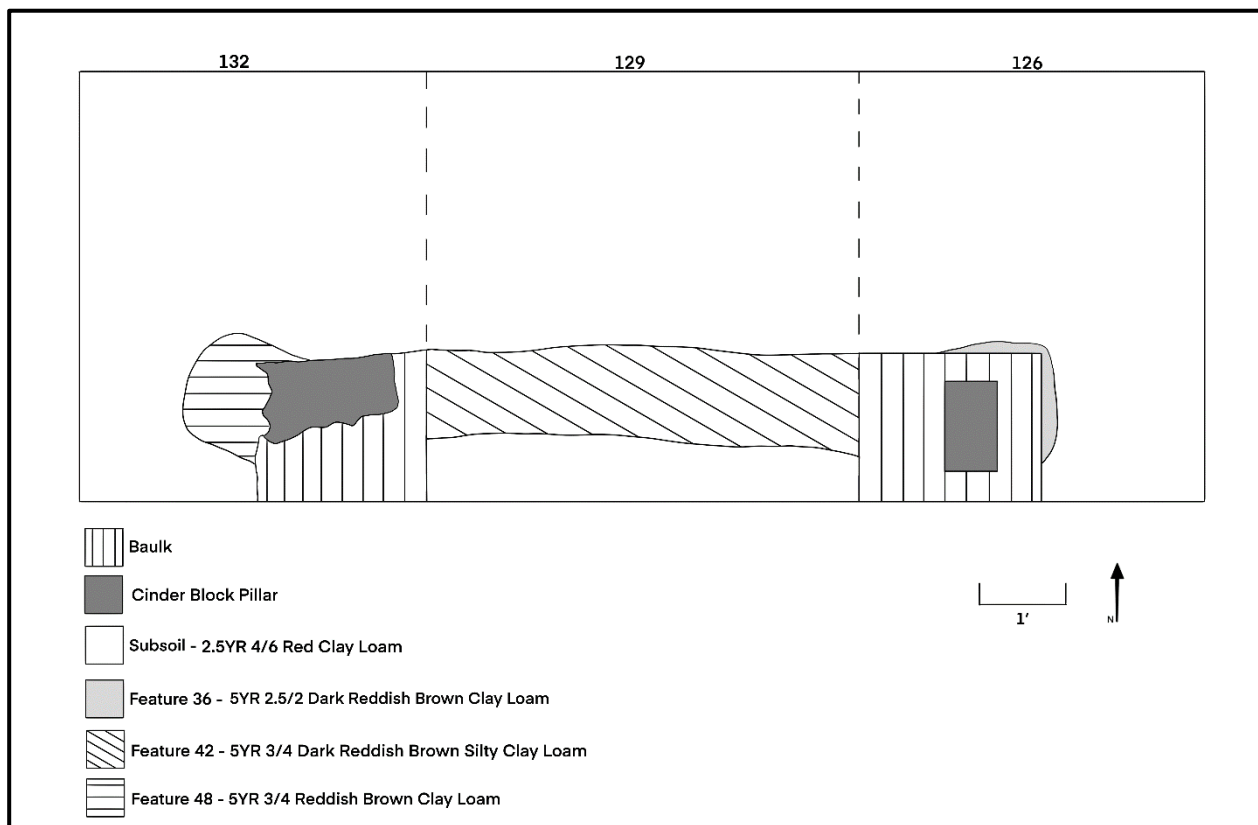 132 129 126
Baulk
Cinder Block Pillar
Subsoil - 2.5YR 4/6 Red Clay Loam
Feature 36 - 5YR 2.5/2 Dark Reddish Brown Clay Loam
Feature 42 - 5YR 3/4 Dark Reddish Brown Silty Clay Loam
Feature 48 - 5YR 3/4 Reddish Brown Clay Loam
1'
N